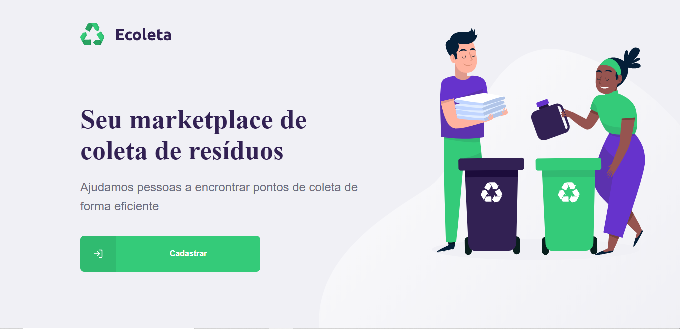 Ecoleta
Seu marketplace de
coleta de resíduos
Ajudamos pessoas a encrontrar pontos de coleta de
forma eficiente
Cadastrar